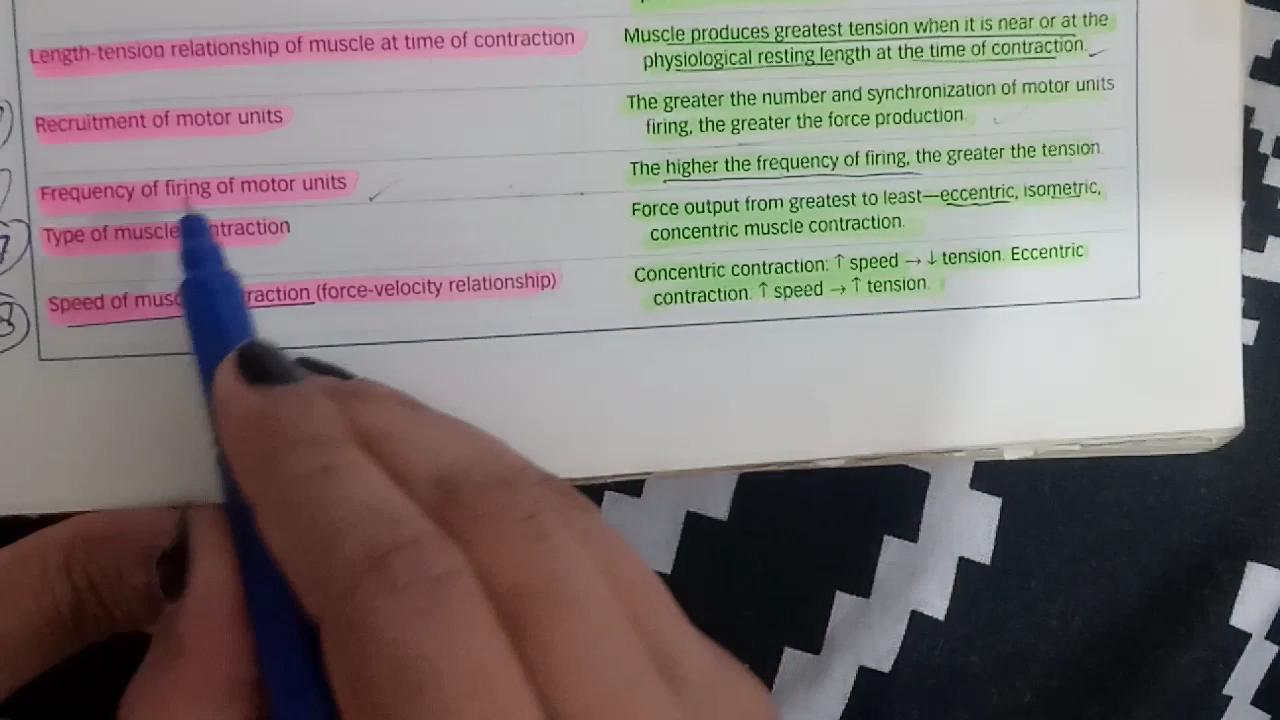 Length-tension relationship of muscle at time of contraction
Muscle produces greatest tension when it is near or at the
physiological resting length at the time of contraction.
Recruitment of motor units
The greater the number and synchronization of motor units
firing, the greater the force production.
Frequency of firing of motor units
The higher the frequency of firing, the greater the tension.
7
Type of muscle
Force output from greatest to least—eccentric, isometric,
concentric muscle contraction.
8
Speed of (force-velocity relationship)
Concentric contraction: ↑ speed → ↓ tension. Eccentric
contraction. ↑ speed → ↑ tension.